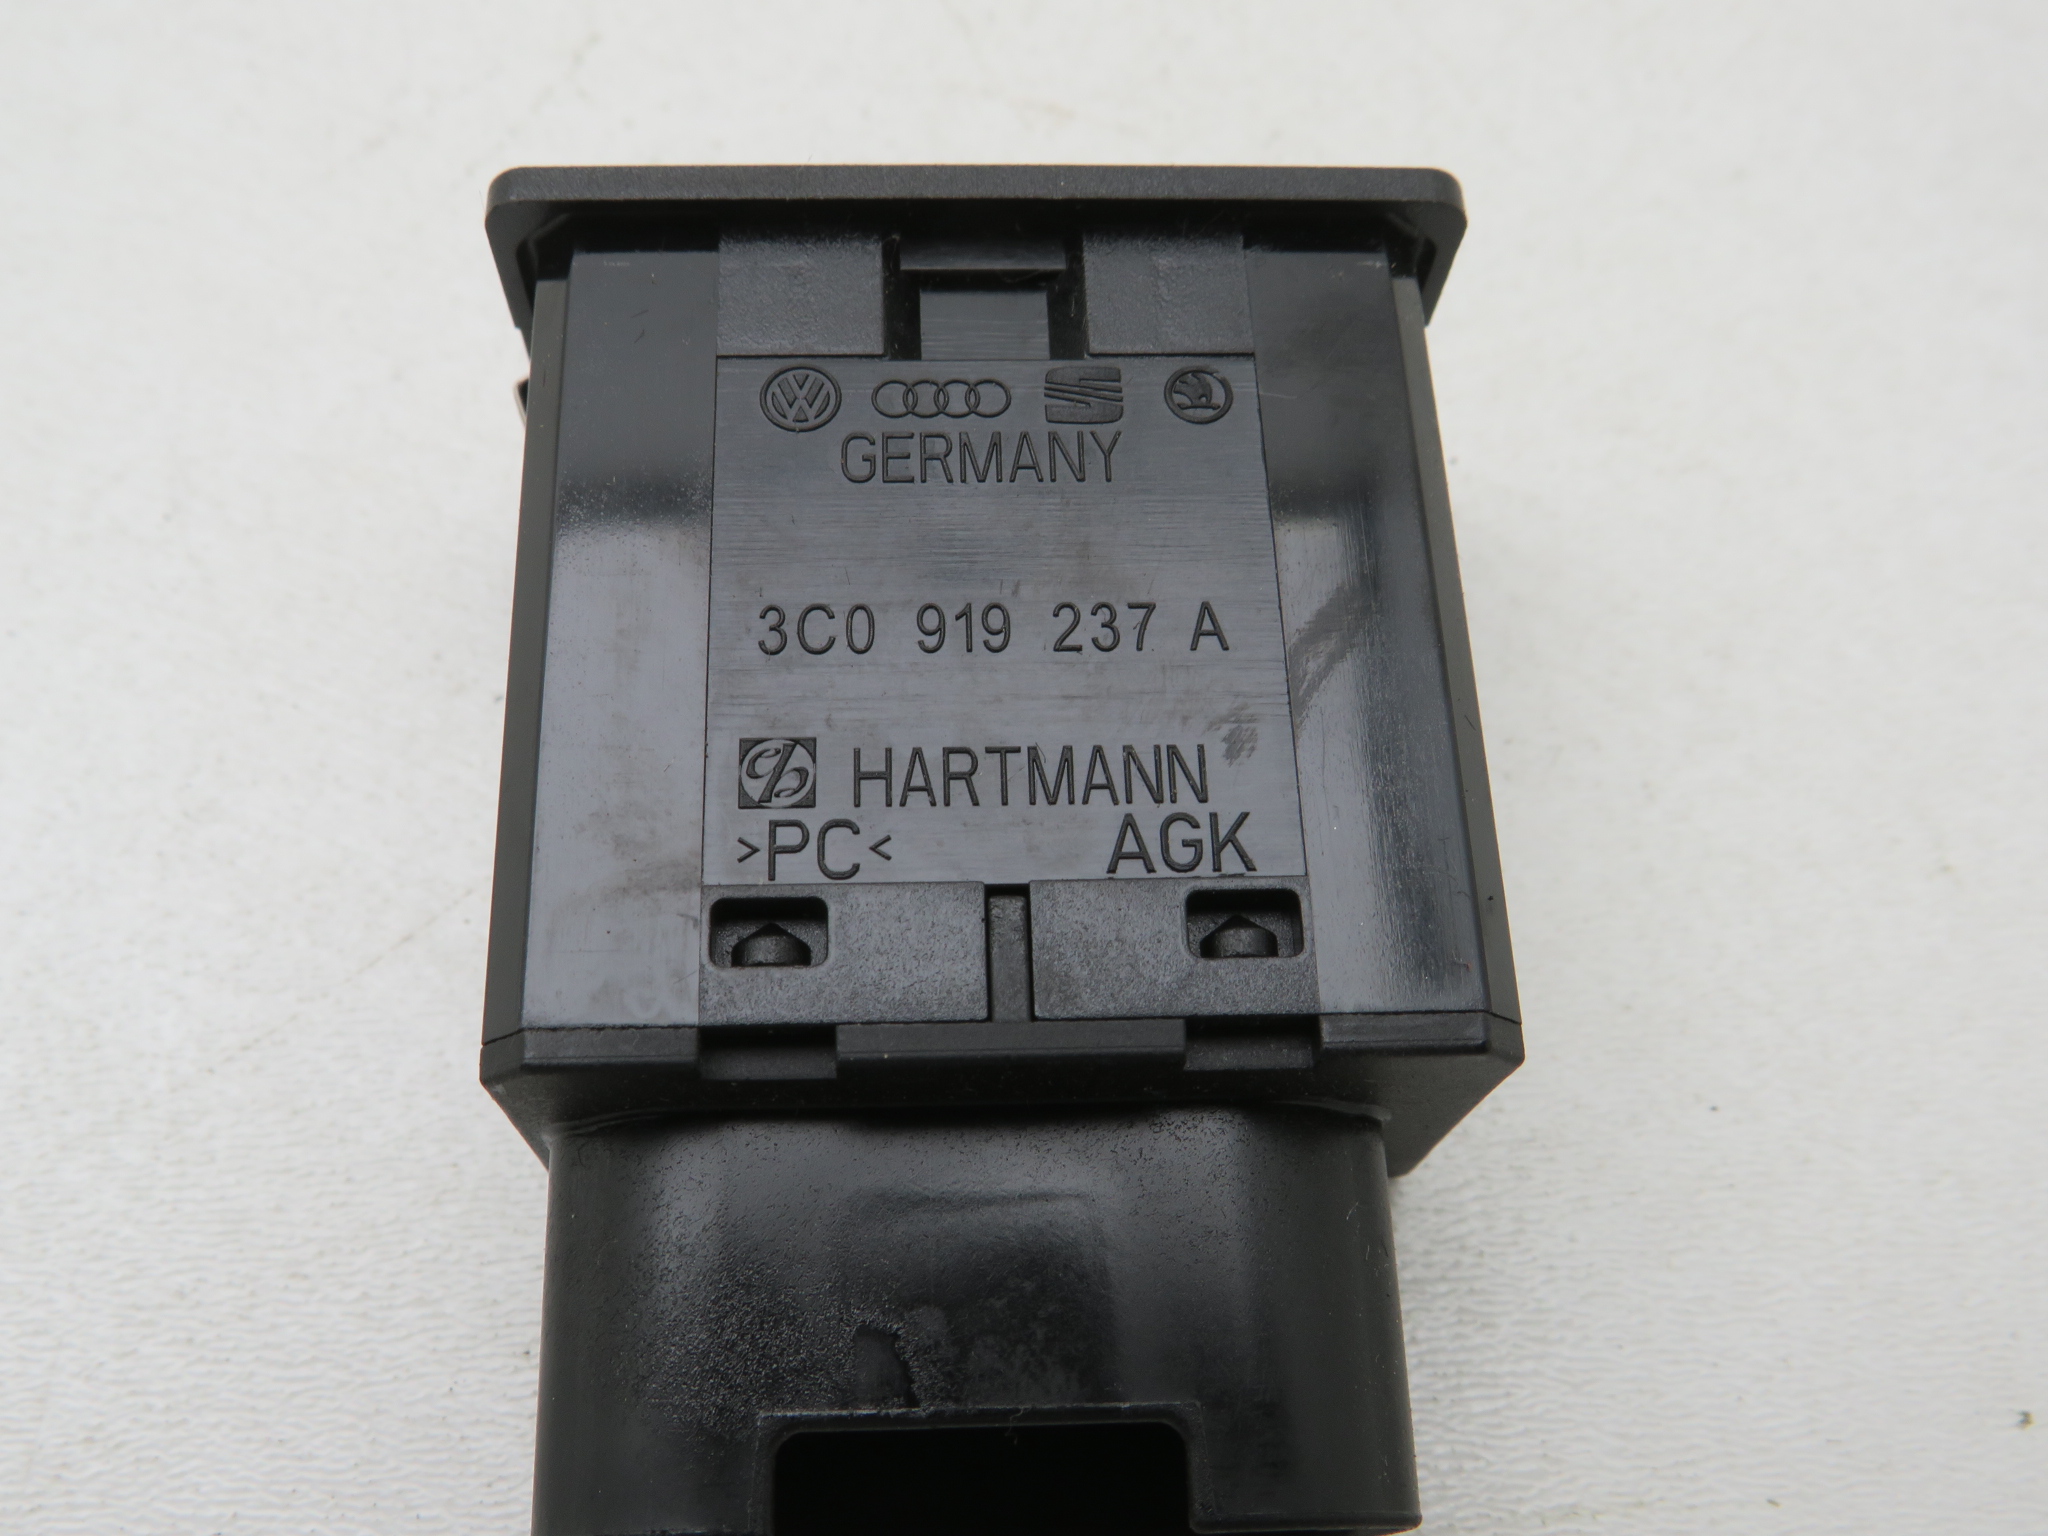 GERMANY
3C0 919 237 A
HARTMANN
>PC< AGK